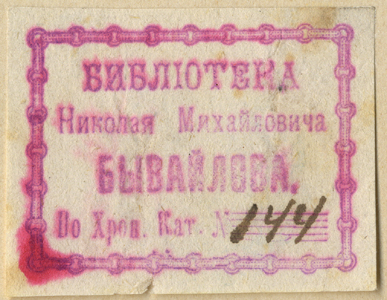 БИБЛІОТЕКА
Николая Михайловича
БЫВАЙЛОВА.
По Хрон. Кат. № 144